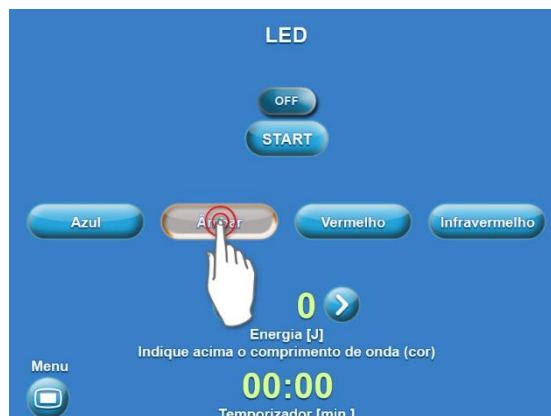 LED
OFF
START
Azul Âmbar Vermelho Infravermelho
0
Energia [J]
Indique acima o comprimento de onda (cor)
Menu
00:00
Temporizador [min.]